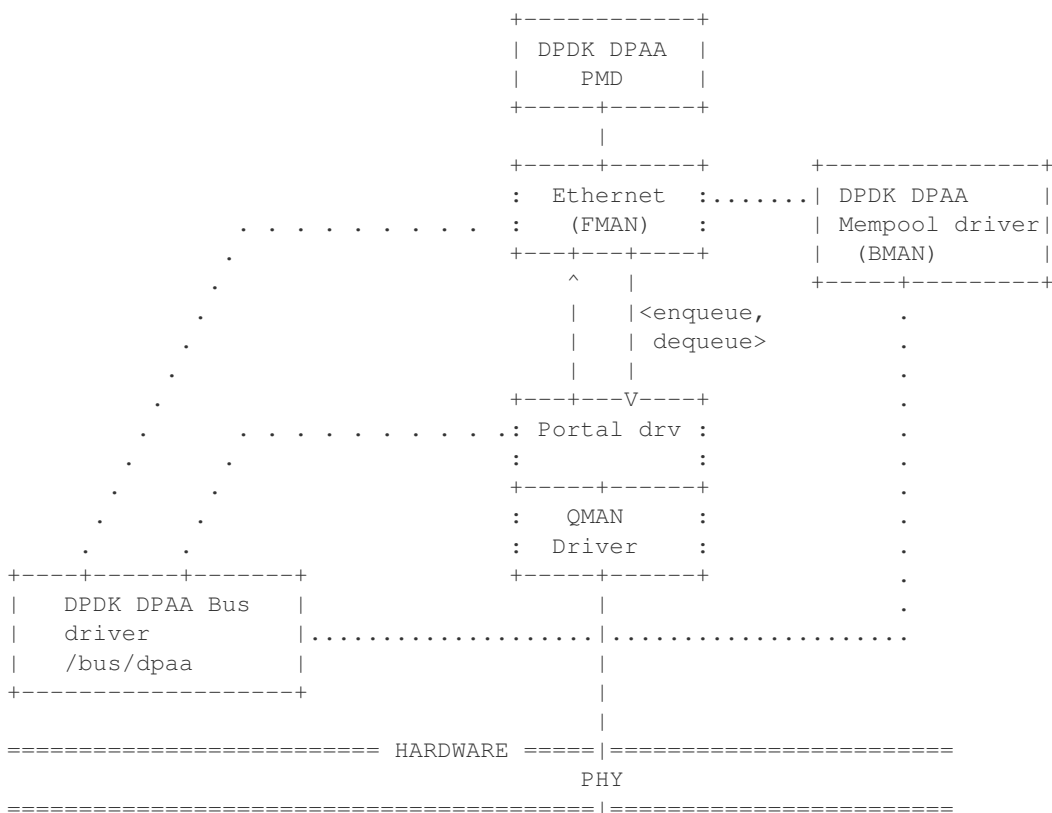 DPDK DPAA
PMD
Ethernet
(FMAN)
DPDK DPAA
Mempool driver
(BMAN)
<enqueue,
dequeue>
Portal drv
QMAN
Driver
DPDK DPAA Bus
driver
/bus/dpaa
HARDWARE
PHY